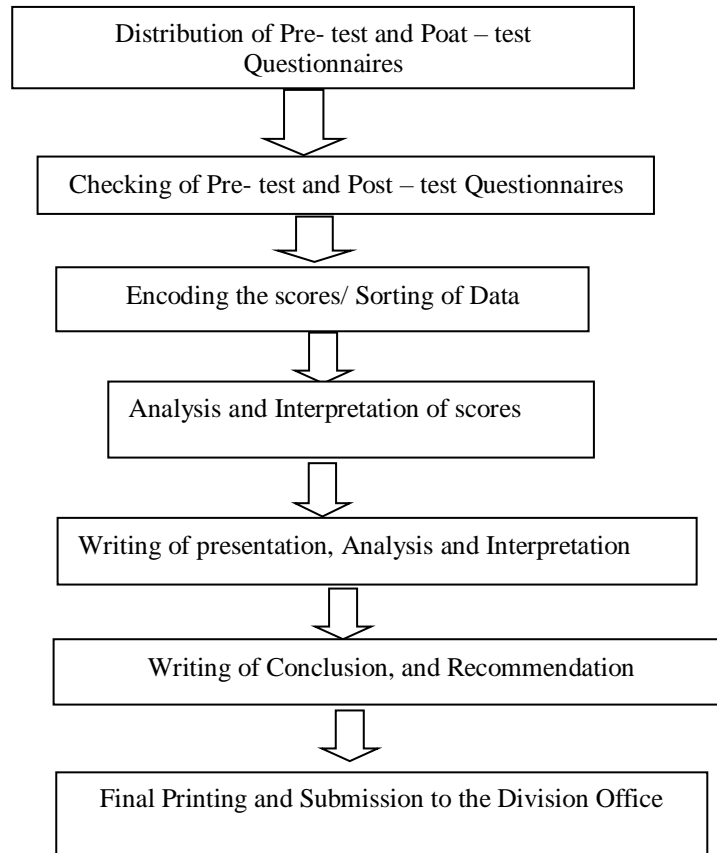 Distribution of Pre- test and Poat – test
Questionnaires
Checking of Pre- test and Post – test Questionnaires
Encoding the scores/ Sorting of Data
Analysis and Interpretation of scores
Writing of presentation, Analysis and Interpretation
Writing of Conclusion, and Recommendation
Final Printing and Submission to the Division Office